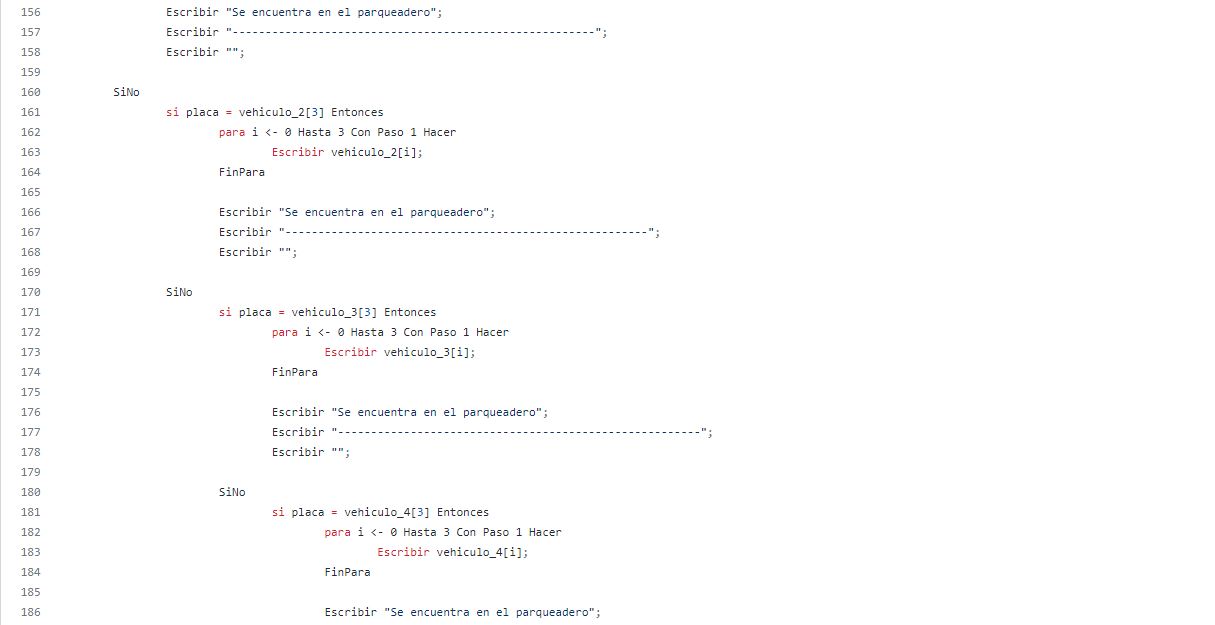 156 Escribir "Se encuentra en el parqueadero";
157 Escribir "-------------------------------------------------------";
158 Escribir "";
159
160 SiNo
161 si placa = vehiculo_2[3] Entonces
162 para i <- 0 Hasta 3 Con Paso 1 Hacer
163 Escribir vehiculo_2[i];
164 FinPara
165
166 Escribir "Se encuentra en el parqueadero";
167 Escribir "-------------------------------------------------------";
168 Escribir "";
169
170 SiNo
171 si placa = vehiculo_3[3] Entonces
172 para i <- 0 Hasta 3 Con Paso 1 Hacer
173 Escribir vehiculo_3[i];
174 FinPara
175
176 Escribir "Se encuentra en el parqueadero";
177 Escribir "-------------------------------------------------------";
178 Escribir "";
179
180 SiNo
181 si placa = vehiculo_4[3] Entonces
182 para i <- 0 Hasta 3 Con Paso 1 Hacer
183 Escribir vehiculo_4[i];
184 FinPara
185
186 Escribir "Se encuentra en el parqueadero";